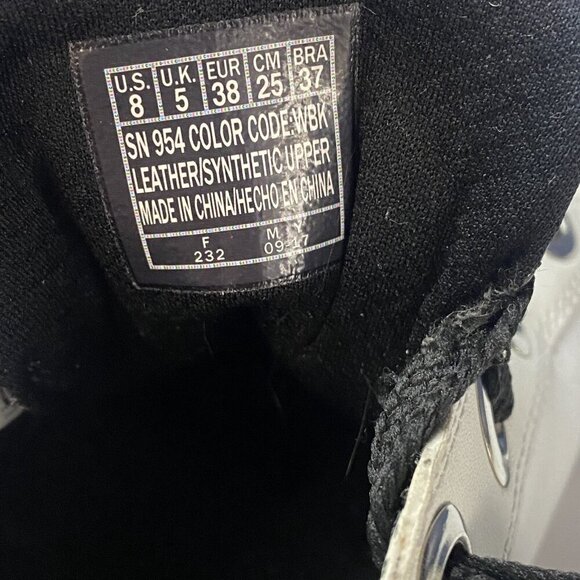 U.S. U.K. EUR CM BRA
8 5 38 25 37
SN 954 COLOR CODE:WBK
LEATHER/SYNTHETIC UPPER
MADE IN CHINA/HECHO EN CHINA
F M Y
232 09-17